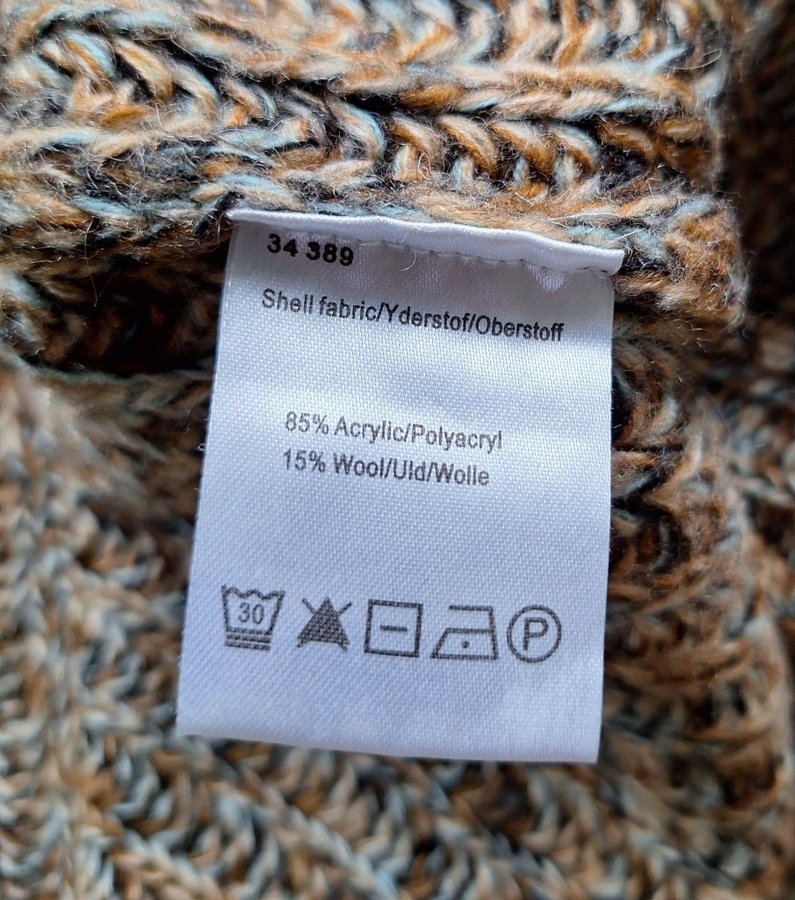 34 389
Shell fabric/Yderstof/Oberstoff
85% Acrylic/Polyacryl
15% Wool/Uld/Wolle
30 P